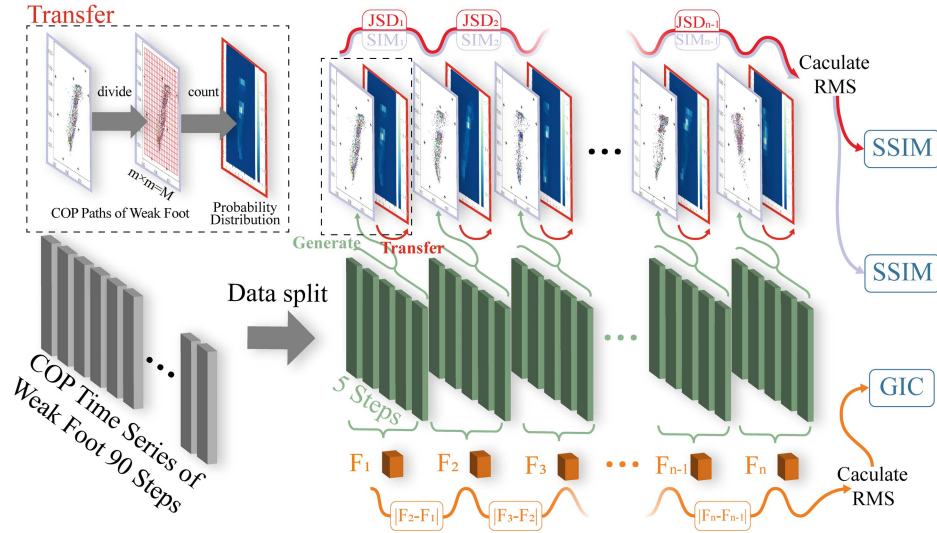 Transfer
divide
count
m×m=M
COP Paths of Weak Foot
Probability
Distribution
JSD₁
SIM₁
JSD₂
SIM₂
JSDₙ₋₁
SIMₙ₋₁
Caculate
RMS
SSIM
SSIM
Generate
Transfer
Data split
COP Time Series of
Weak Foot 90 Steps
5 Steps
GIC
F₁
F₂
F₃
Fₙ₋₁
Fₙ
|F₂-F₁|
|F₃-F₂|
|Fₙ-Fₙ₋₁|
Caculate
RMS